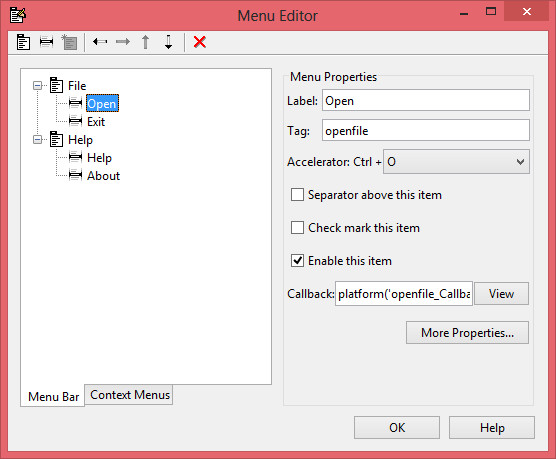 Menu Editor
File
Open
Exit
Help
Help
About
Menu Bar
Context Menus
Menu Properties
Label: Open
Tag: openfile
Accelerator: Ctrl + O
Separator above this item
Check mark this item
Enable this item
Callback: platform('openfile_Callba View
More Properties...
OK Help